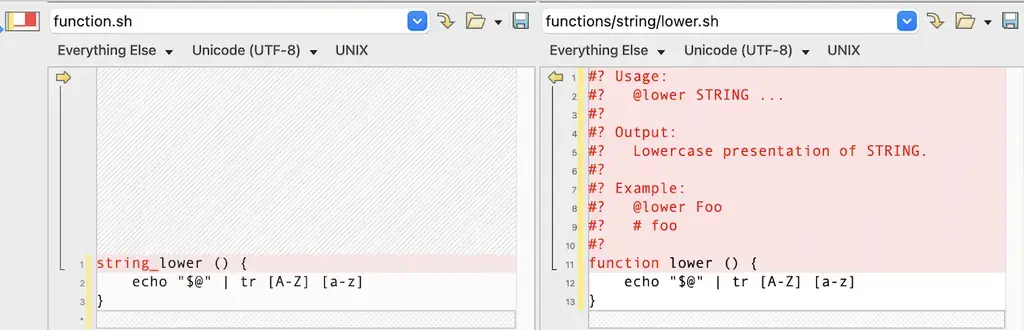 function.sh
functions/string/lower.sh
Everything Else Unicode (UTF-8) UNIX
Everything Else Unicode (UTF-8) UNIX
1 string_lower () {
2     echo "$@" | tr [A-Z] [a-z]
3 }
1 #? Usage:
2 #?   @lower STRING ...
3 #?
4 #? Output:
5 #?   Lowercase presentation of STRING.
6 #?
7 #? Example:
8 #?   @lower Foo
9 #?   # foo
10 #?
11 function lower () {
12     echo "$@" | tr [A-Z] [a-z]
13 }